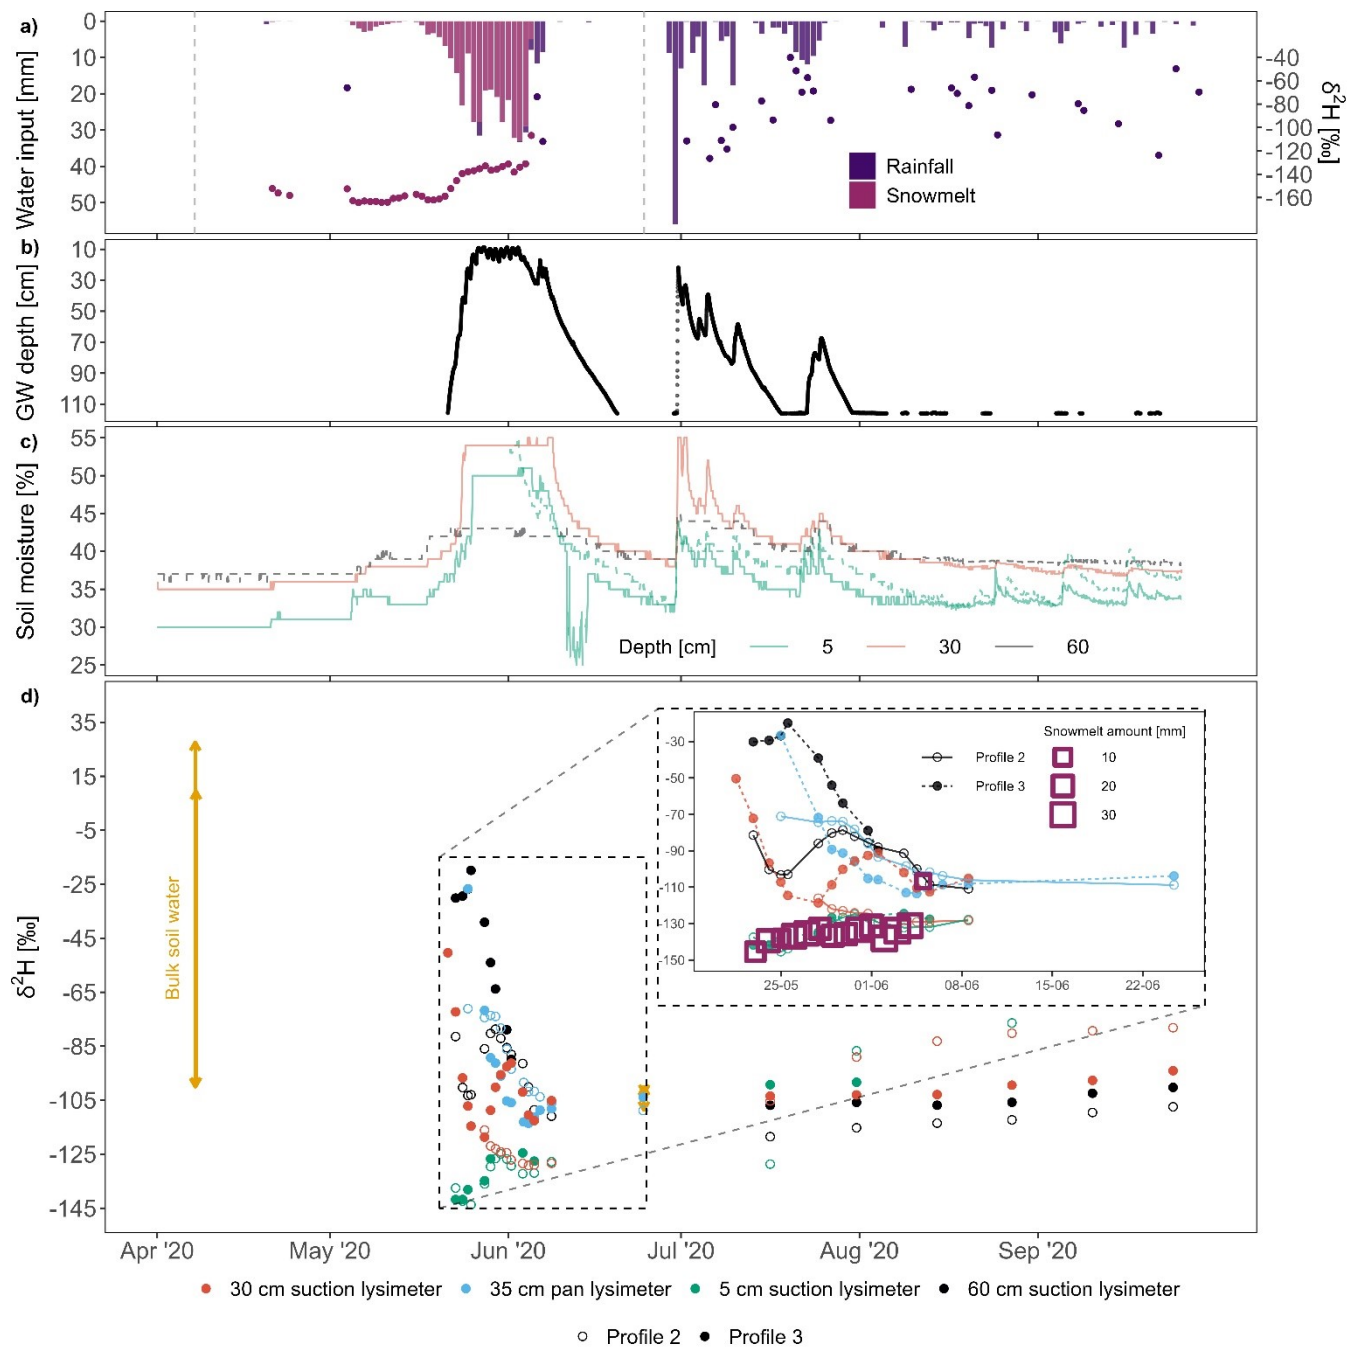 a)
0
10
20
30
40
50
Water input [mm]
-40
-60
-80
-100
-120
-140
-160
δ²H [‰]
Rainfall
Snowmelt
b)
10
30
50
70
90
110
GW depth [cm]
c)
55
50
45
40
35
30
25
Soil moisture [%]
Depth [cm] 5 30 60
d)
35
15
-5
-25
-45
-65
-85
-105
-125
-145
δ²H [‰]
Bulk soil water
-30
-50
-70
-90
-110
-130
-150
25-05 01-06 08-06 15-06 22-06
Profile 2
Profile 3
Snowmelt amount [mm]
10
20
30
Apr '20 May '20 Jun '20 Jul '20 Aug '20 Sep '20
30 cm suction lysimeter 35 cm pan lysimeter 5 cm suction lysimeter 60 cm suction lysimeter
Profile 2 Profile 3